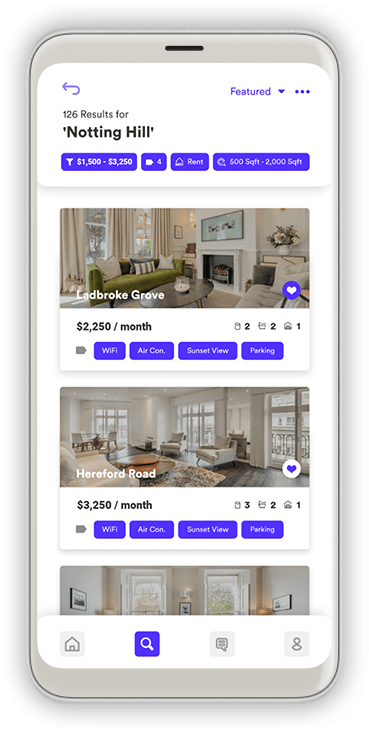 Featured
126 Results for
'Notting Hill'
$1,500 - $3,250 4 Rent 500 Sqft - 2,000 Sqft
Ladbroke Grove
$2,250 / month 2 2 1
WiFi Air Con. Sunset View Parking
Hereford Road
$3,250 / month 3 2 1
WiFi Air Con. Sunset View Parking